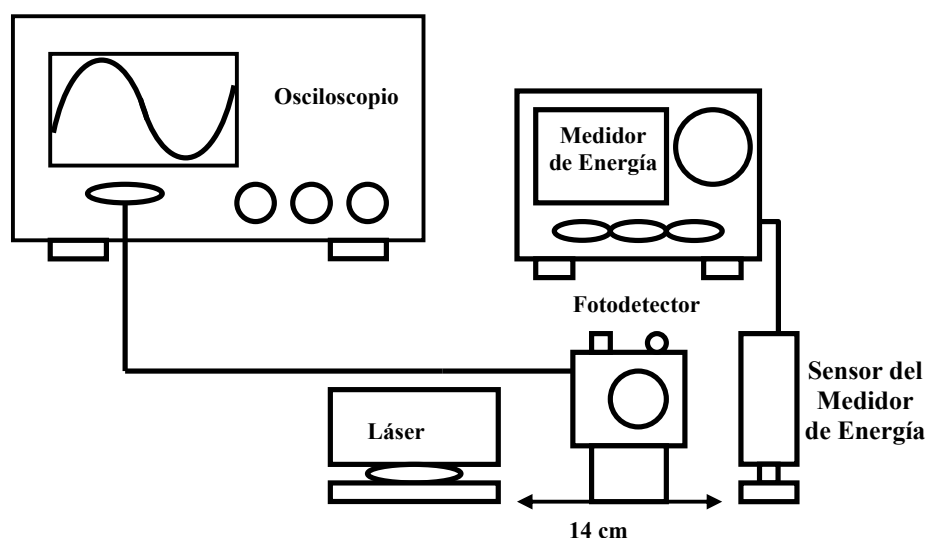 Osciloscopio
Medidor
de Energía
Fotodetector
Sensor del
Medidor
de Energía
Láser
14 cm